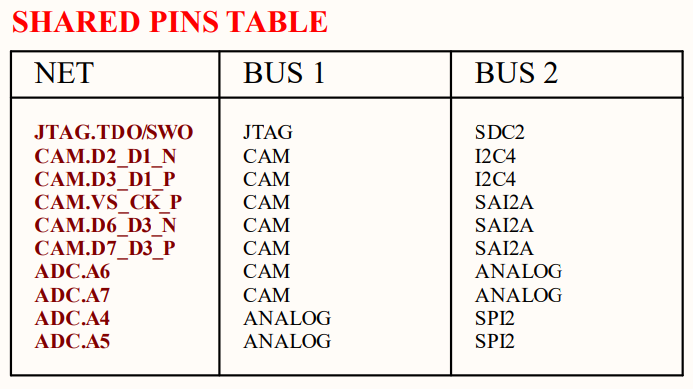 SHARED PINS TABLE
NET BUS 1 BUS 2
JTAG.TDO/SWO JTAG SDC2
CAM.D2_D1_N CAM I2C4
CAM.D3_D1_P CAM I2C4
CAM.VS_CK_P CAM SAI2A
CAM.D6_D3_N CAM SAI2A
CAM.D7_D3_P CAM SAI2A
ADC.A6 CAM ANALOG
ADC.A7 CAM ANALOG
ADC.A4 ANALOG SPI2
ADC.A5 ANALOG SPI2